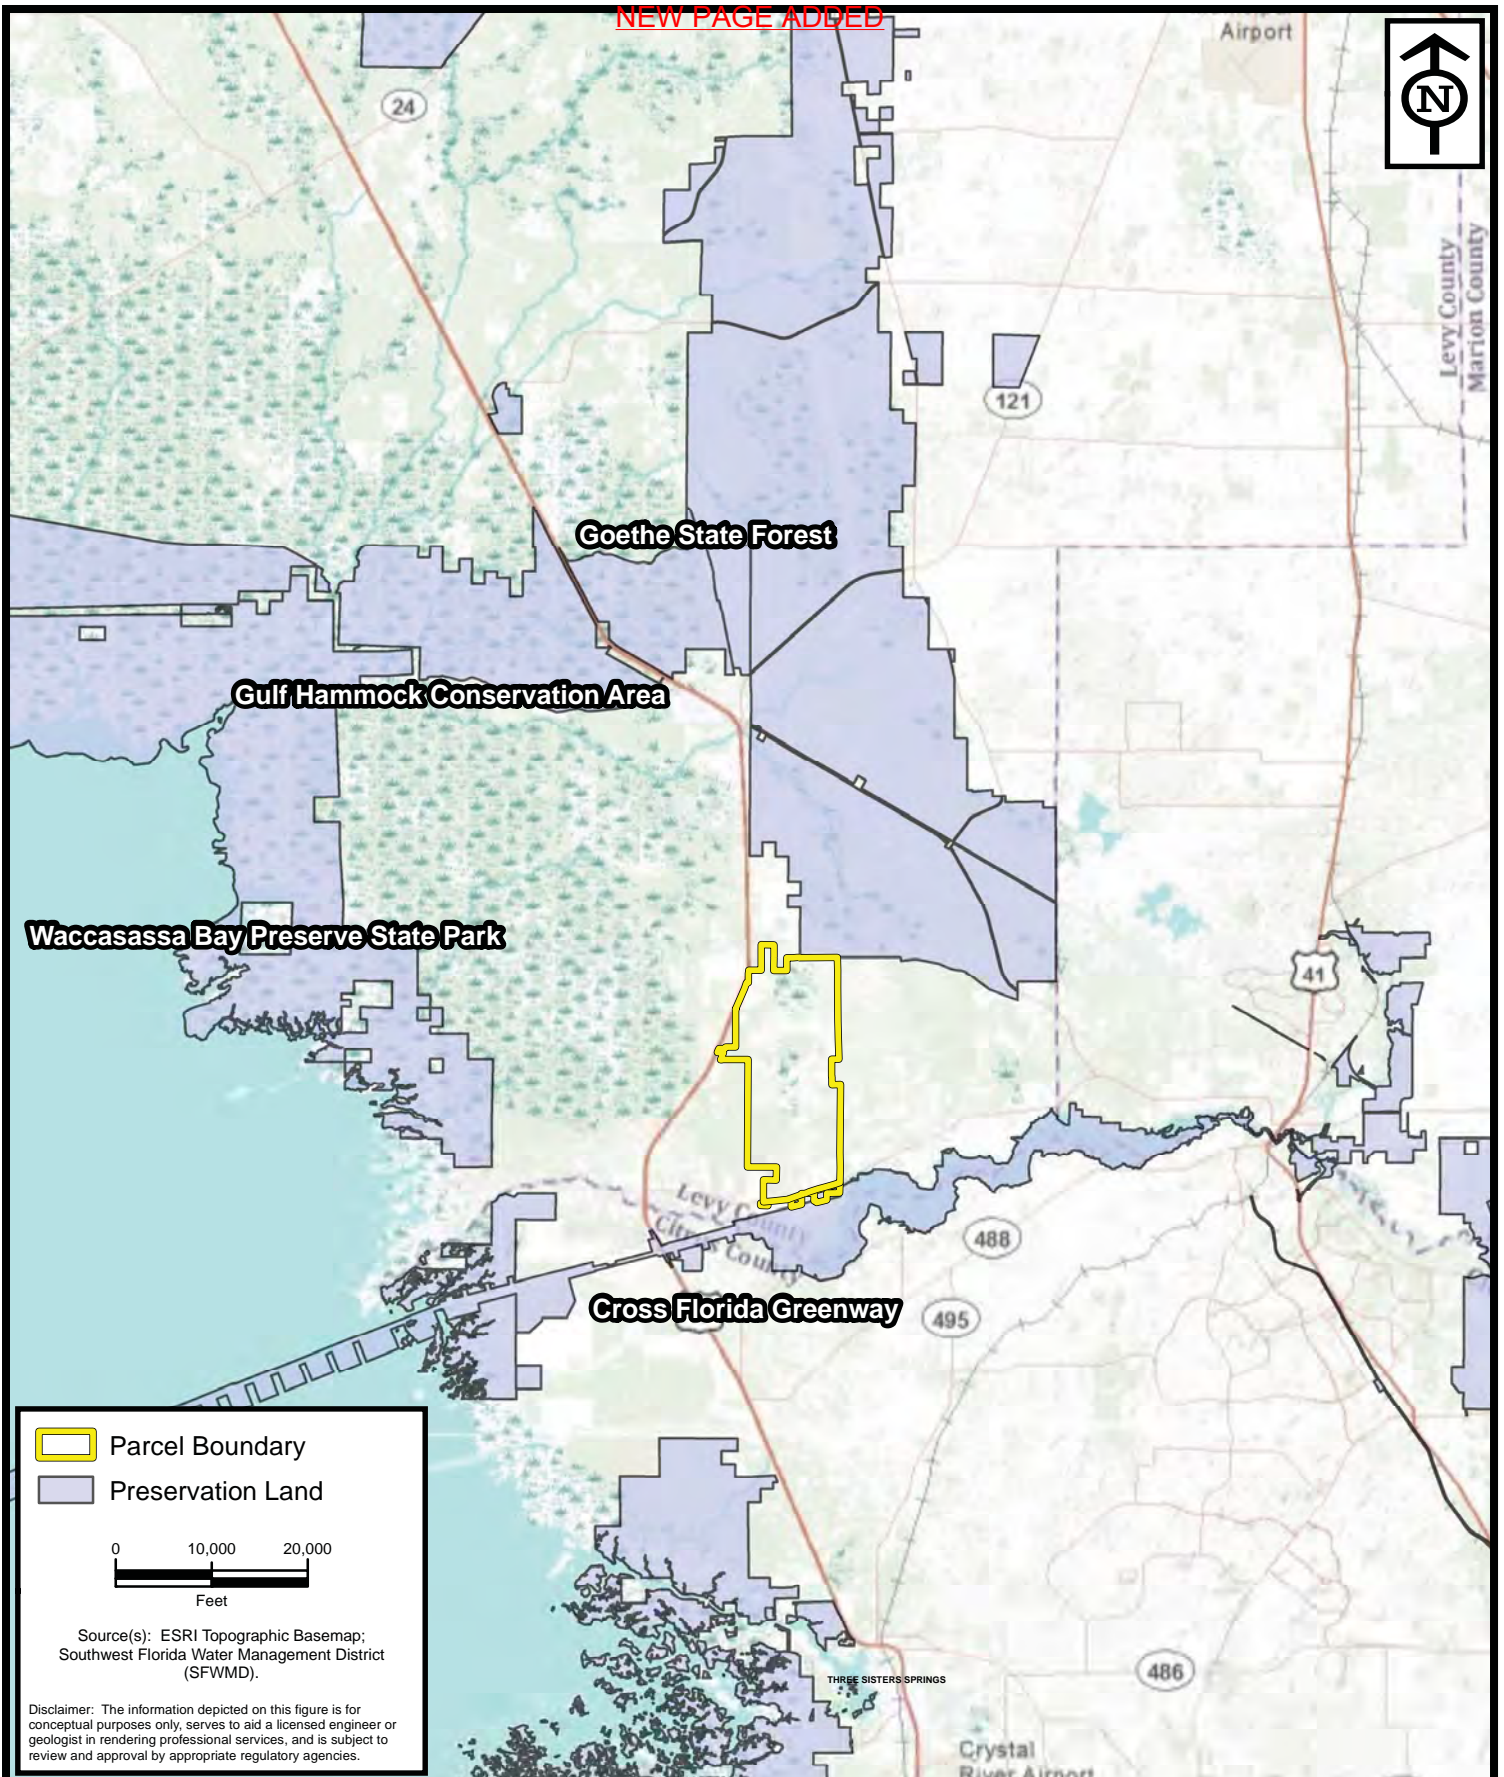 NEW PAGE ADDED
Airport
N
24
Levy County
Marion County
121
Goethe State Forest
Gulf Hammock Conservation Area
Waccasassa Bay Preserve State Park
41
Levy County
Citrus County
488
Cross Florida Greenway
495
Parcel Boundary
Preservation Land
0 10,000 20,000
Feet
Source(s): ESRI Topographic Basemap;
Southwest Florida Water Management District
(SFWMD).
Disclaimer: The information depicted on this figure is for
conceptual purposes only, serves to aid a licensed engineer or
geologist in rendering professional services, and is subject to
review and approval by appropriate regulatory agencies.
THREE SISTERS SPRINGS
486
Crystal
River Airport